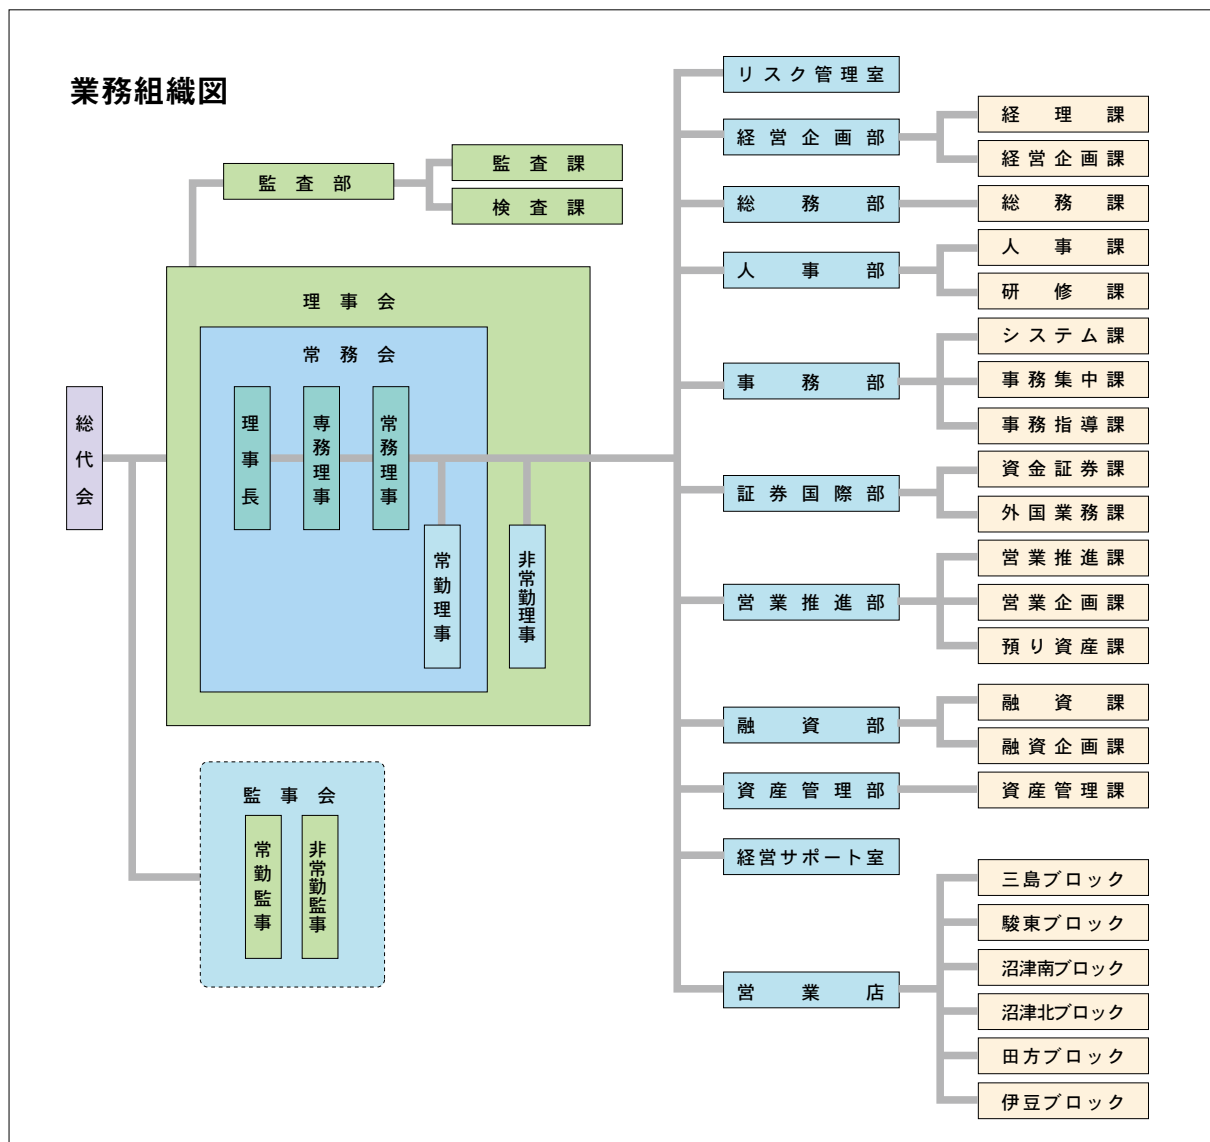 業務組織図
監査部
監査課
検査課
理事会
常務会
総代会
理事長
専務理事
常務理事
常勤理事
非常勤理事
監事会
常勤監事
非常勤監事
リスク管理室
経営企画部
経理課
経営企画課
総務部
総務課
人事部
人事課
研修課
事務部
システム課
事務集中課
事務指導課
証券国際部
資金証券課
外国業務課
営業推進部
営業推進課
営業企画課
預り資産課
融資部
融資課
融資企画課
資産管理部
資産管理課
経営サポート室
営業店
三島ブロック
駿東ブロック
沼津南ブロック
沼津北ブロック
田方ブロック
伊豆ブロック